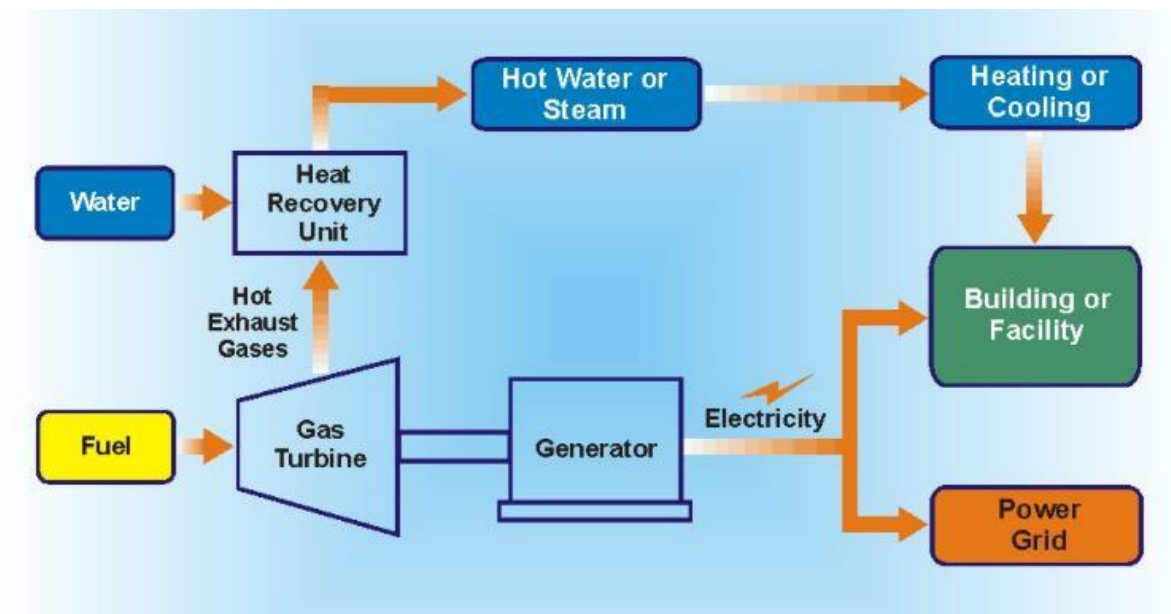 Hot Water or
Steam
Heating or
Cooling
Water
Heat
Recovery
Unit
Hot
Exhaust
Gases
Building or
Facility
Fuel
Gas
Turbine
Generator
Electricity
Power
Grid